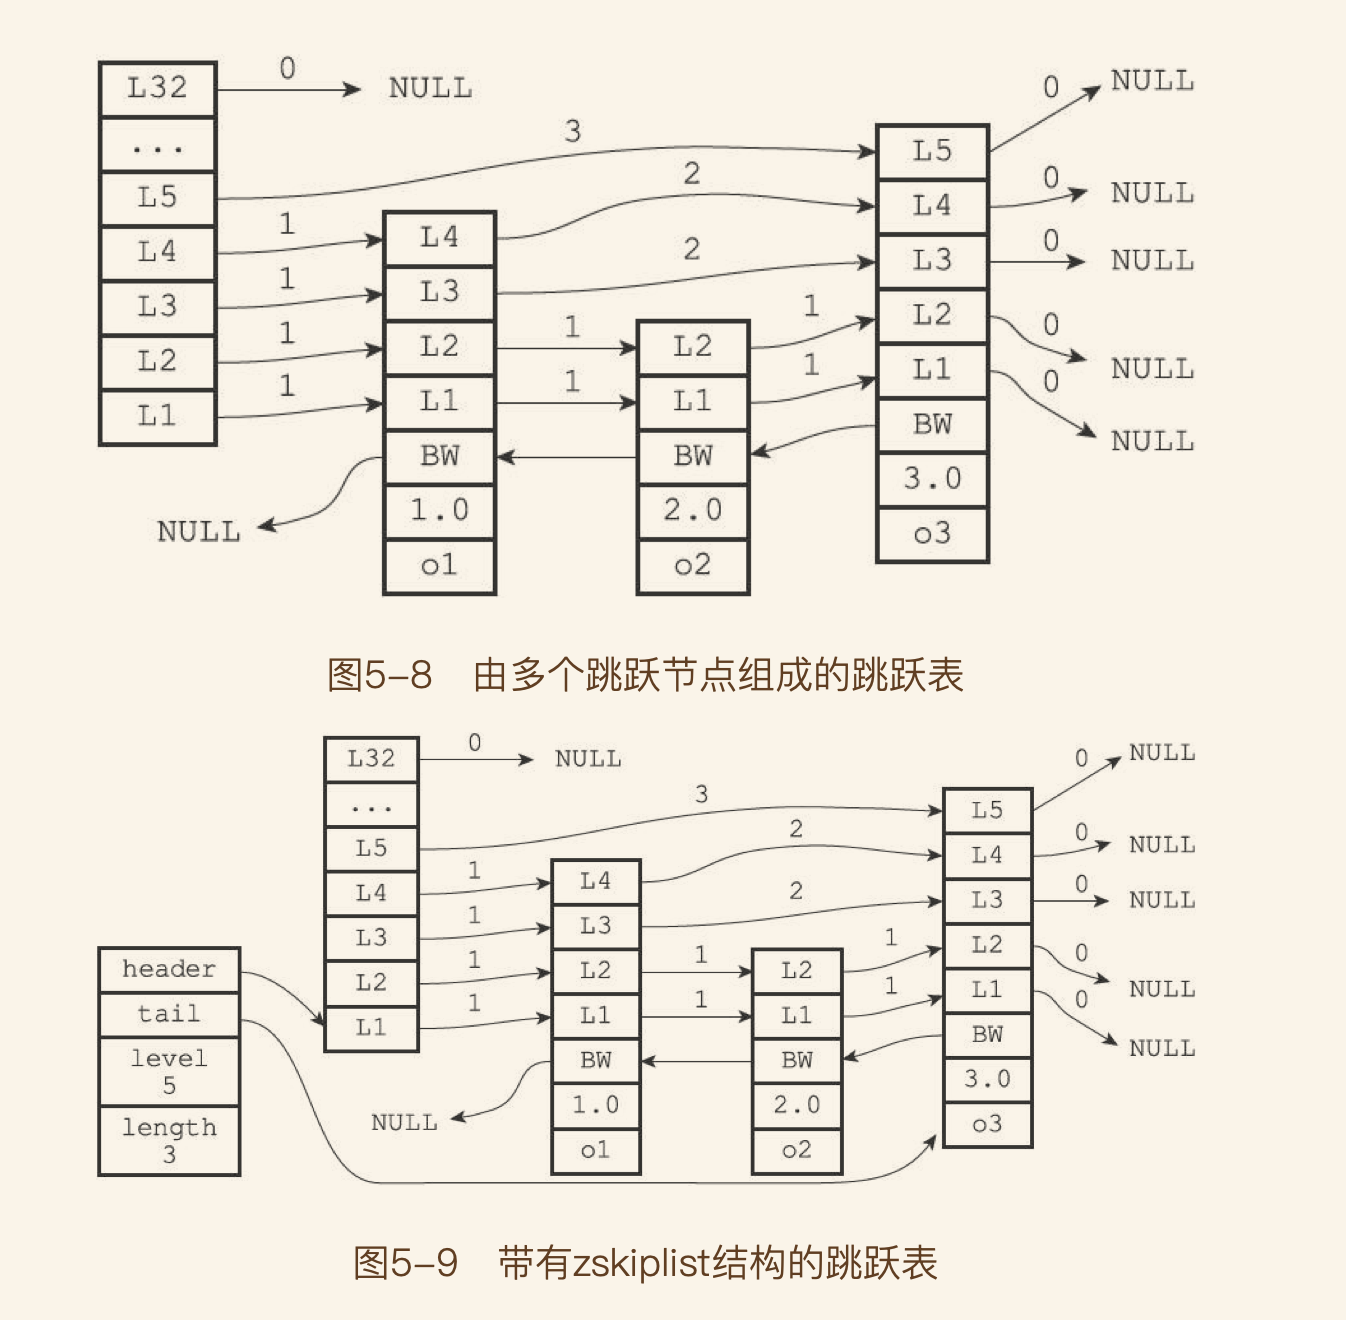 L32
0
NULL
...
L5
L4
L3
L2
L1
3
1
1
1
1
L4
L3
L2
L1
BW
1.0
o1
NULL
2
2
1
1
L2
L1
BW
2.0
o2
1
1
L5
L4
L3
L2
L1
BW
3.0
o3
0
NULL
0
NULL
0
NULL
0
NULL
0
NULL
图5-8 由多个跳跃节点组成的跳跃表
header
tail
level
5
length
3
L32
0
NULL
...
L5
L4
L3
L2
L1
3
1
1
1
1
L4
L3
L2
L1
BW
1.0
o1
NULL
2
2
1
1
L2
L1
BW
2.0
o2
1
1
L5
L4
L3
L2
L1
BW
3.0
o3
0
NULL
0
NULL
0
NULL
0
NULL
0
NULL
图5-9 带有zskiplist结构的跳跃表